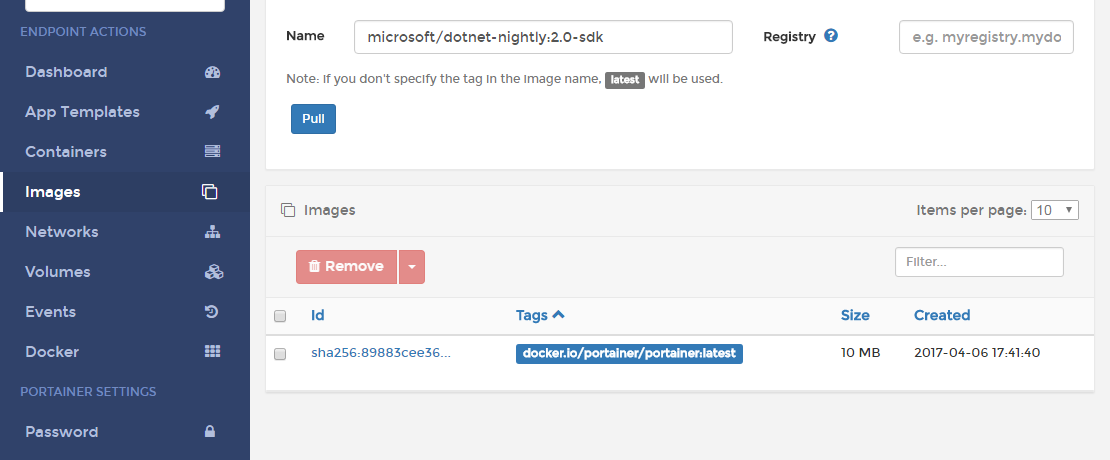 ENDPOINT ACTIONS
Dashboard
App Templates
Containers
Images
Networks
Volumes
Events
Docker
PORTAINER SETTINGS
Password
Name microsoft/dotnet-nightly:2.0-sdk Registry e.g. myregistry.mydo
Note: if you don't specify the tag in the image name, latest will be used.
Pull
Images Items per page: 10
Remove Filter...
Id Tags Size Created
sha256:89883cee36... docker.io/portainer/portainer:latest 10 MB 2017-04-06 17:41:40